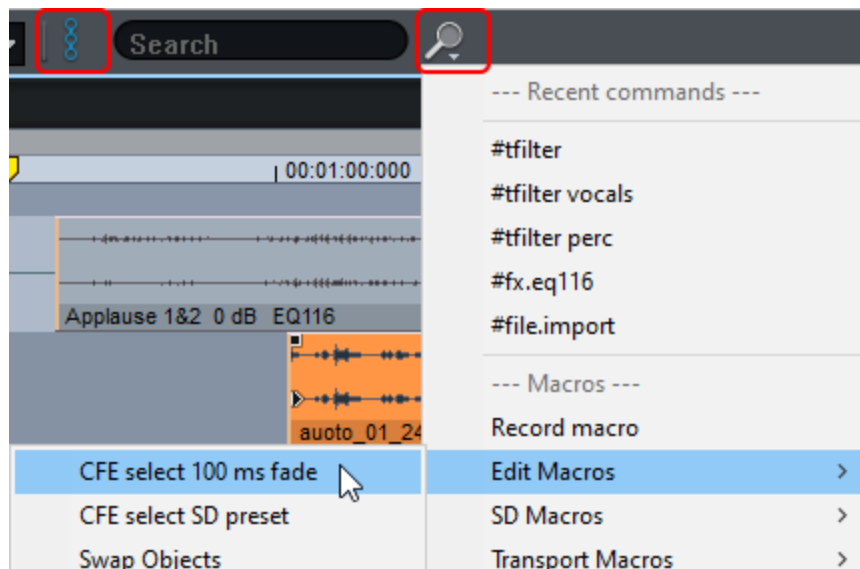 Search
--- Recent commands ---
#tfilter
#tfilter vocals
#tfilter perc
#fx.eq116
#file.import
--- Macros ---
Record macro
Edit Macros
SD Macros
Transport Macros
00:01:00:000
Applause 1&2 0 dB EQ116
auoto_01_24
CFE select 100 ms fade
CFE select SD preset
Swap Objects